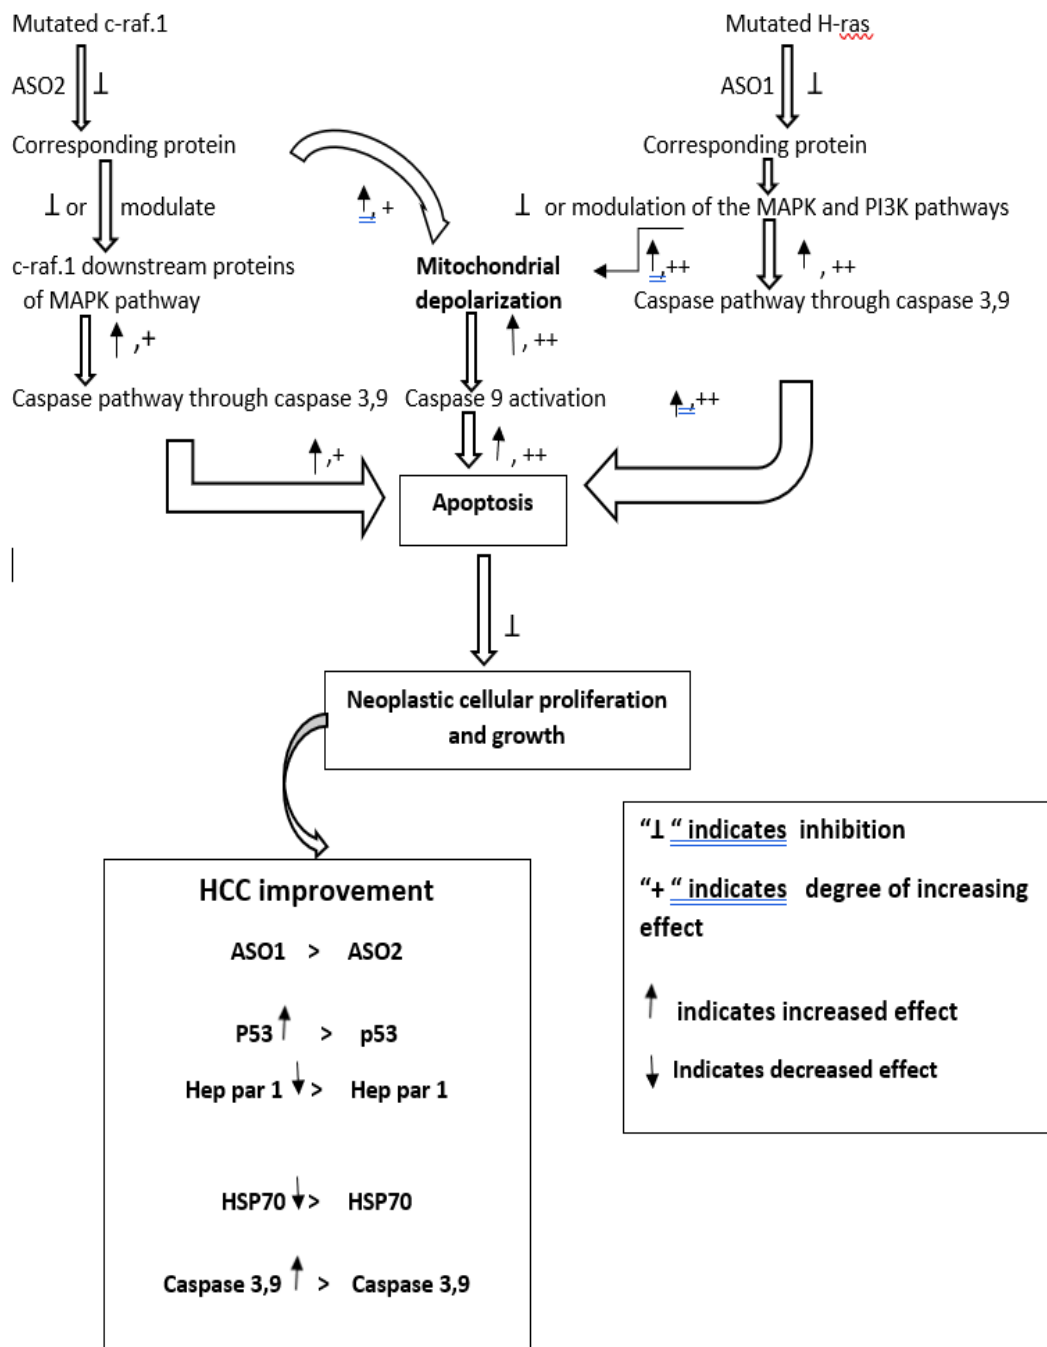 Mutated c-raf.1
Mutated H-ras
ASO2 ⊥
ASO1 ⊥
Corresponding protein
Corresponding protein
⊥ or modulate
↑, +
⊥ or modulation of the MAPK and PI3K pathways
c-raf.1 downstream proteins
of MAPK pathway
Mitochondrial
depolarization
↑,++
↑ , ++
Caspase pathway through caspase 3,9
↑ ,+
↑, ++
Caspase pathway through caspase 3,9
Caspase 9 activation
↑,++
↑,+
↑, ++
Apoptosis
⊥
Neoplastic cellular proliferation
and growth
"⊥ " indicates inhibition
"+ " indicates degree of increasing
effect
↑ indicates increased effect
↓ Indicates decreased effect
HCC improvement
ASO1 > ASO2
P53 ↑ > p53
Hep par 1 ↓ > Hep par 1
HSP70 ↓ > HSP70
Caspase 3,9 ↑ > Caspase 3,9